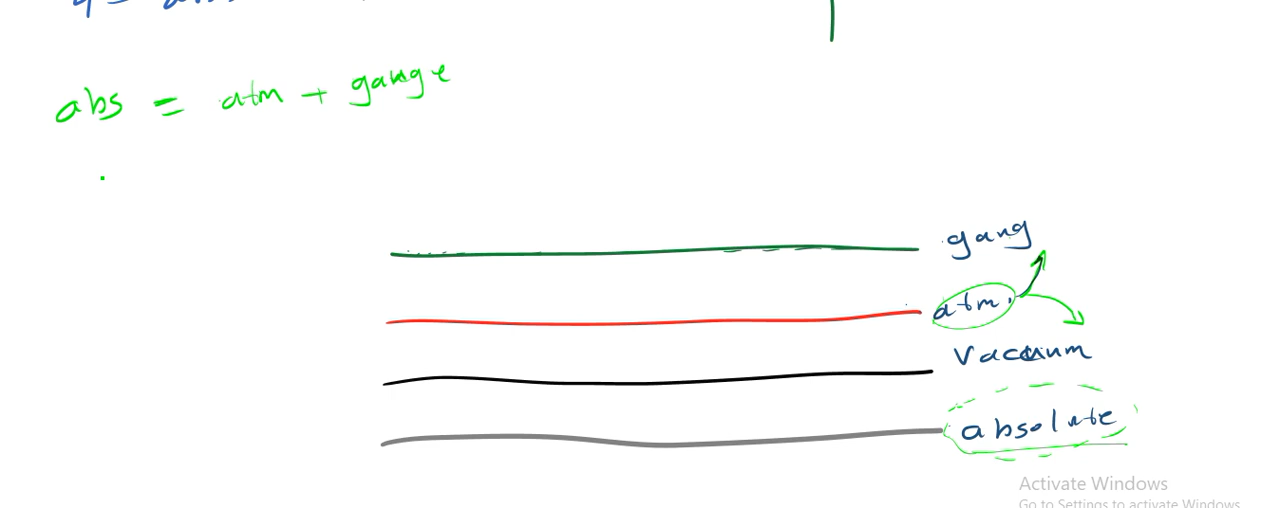 abs = atm + gauge
gaug
atm.
Vacuum
absolute
Activate Windows
Go to Settings to activate Windows.